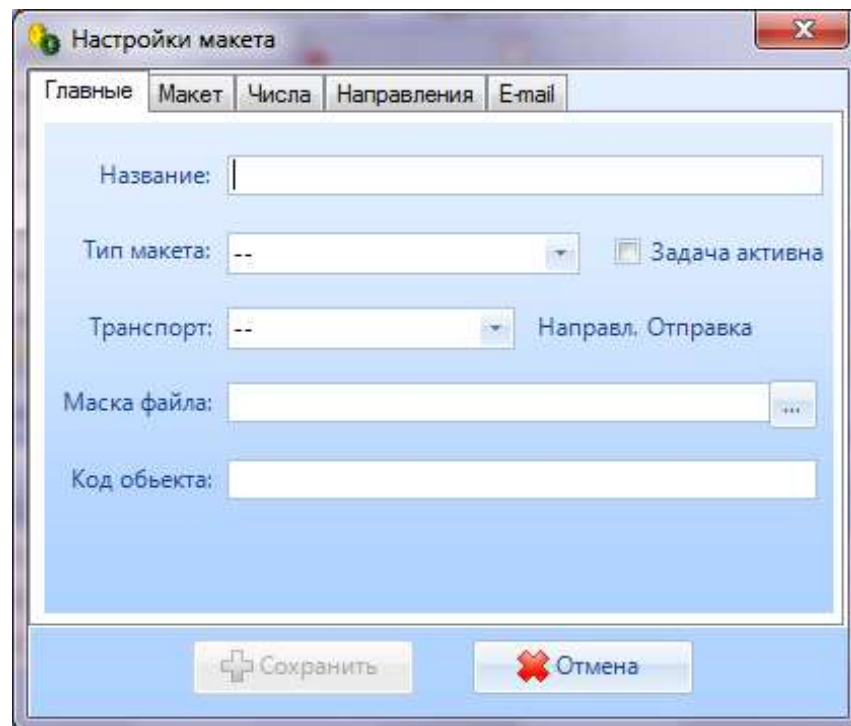 Настройки макета
Главные Макет Числа Направления E-mail
Название:
Тип макета: -- Задача активна
Транспорт: -- Направл. Отправка
Маска файла: ...
Код обьекта:
Сохранить Отмена